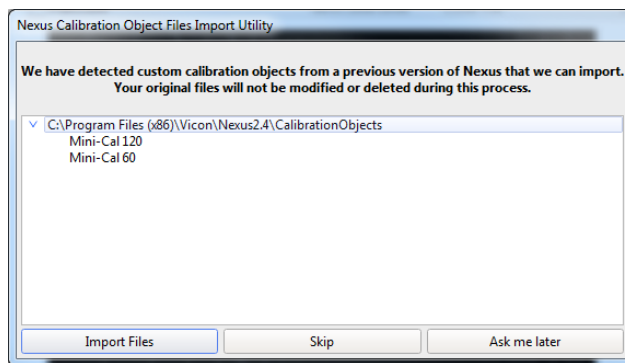 Nexus Calibration Object Files Import Utility
We have detected custom calibration objects from a previous version of Nexus that we can import.
Your original files will not be modified or deleted during this process.
C:\Program Files (x86)\Vicon\Nexus2.4\CalibrationObjects
Mini-Cal 120
Mini-Cal 60
Import Files Skip Ask me later